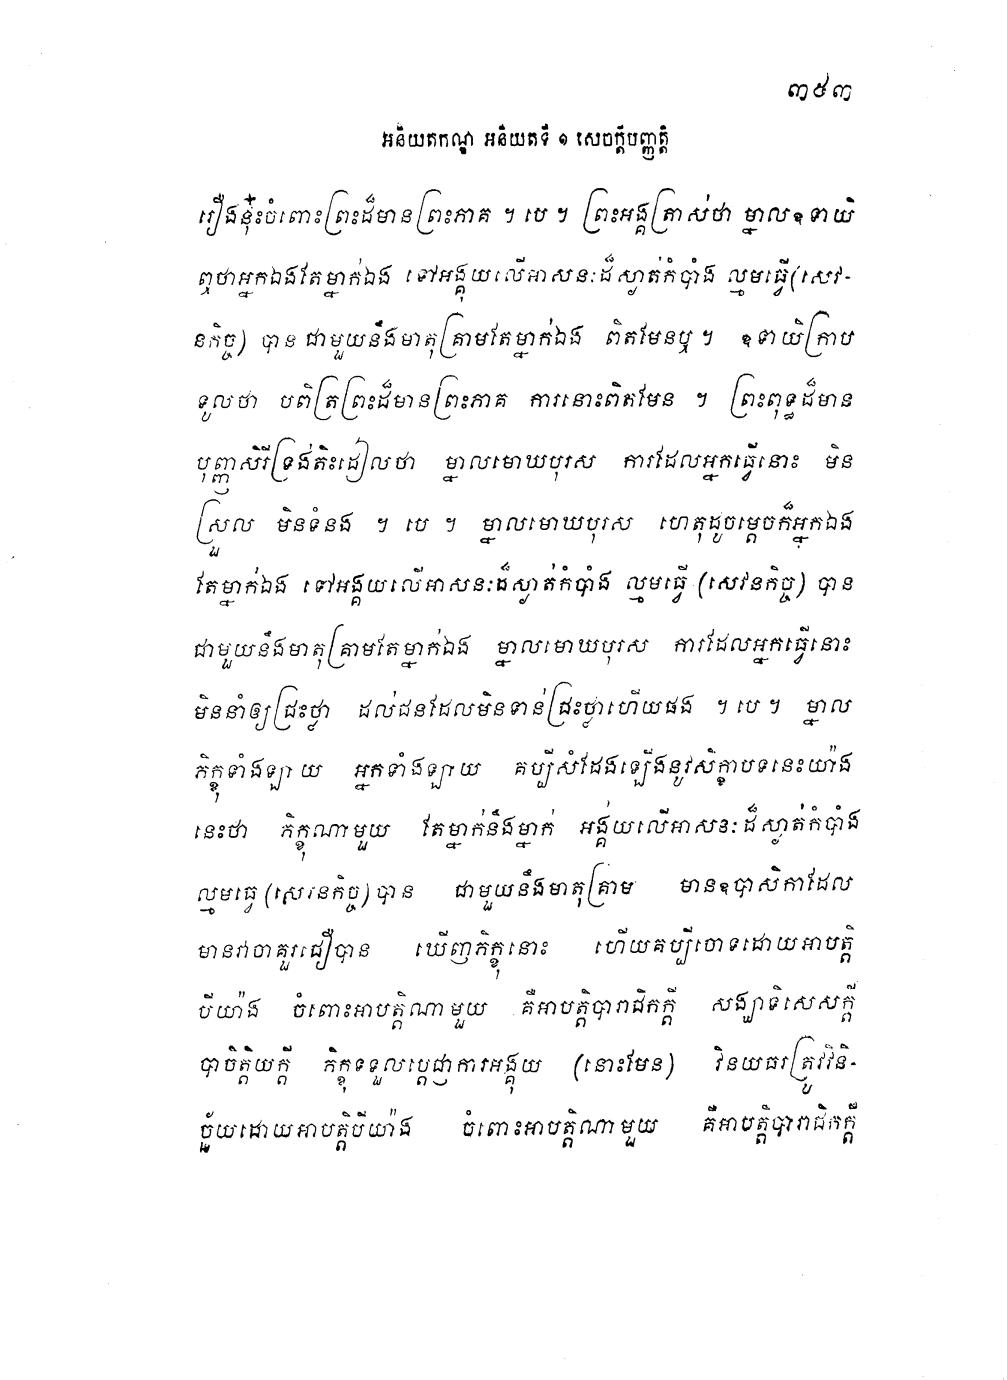 ៣៩៣
អនិយតកណ្ឌ អនិយតទី ១ សេចក្តីបញ្ញត្តិ
រឿងនុ៎ះចំពោះព្រះដ៏មានព្រះភាគ ។ បេ ។ ព្រះអង្គត្រាស់ថា ម្នាលឧទាយិ
ឮថាអ្នកឯងតែម្នាក់ឯង ទៅអង្គុយលើអាសនៈដ៏ស្ងាត់កំបាំង ល្មមធ្វើ(សេវ-
នកិច្ច) បាន ជាមួយនឹងមាតុគ្រាមតែម្នាក់ឯង ពិតមែនឬ ។ ឧទាយិក្រាប
ទូលថា បពិត្រព្រះដ៏មានព្រះភាគ ការនោះពិតមែន ។ ព្រះពុទ្ធដ៏មាន
បុញ្ញសិរីទ្រង់តិះដៀលថា ម្នាលមោឃបុរស ការដែលអ្នកធ្វើនោះ មិន
ស្រួល មិនទំនង ។ បេ ។ ម្នាលមោឃបុរស ហេតុដូចម្តេចក៏អ្នកឯង
តែម្នាក់ឯង ទៅអង្គុយលើអាសនៈដ៏ស្ងាត់កំបាំង ល្មមធ្វើ (សេវនកិច្ច) បាន
ជាមួយនឹងមាតុគ្រាមតែម្នាក់ឯង ម្នាលមោឃបុរស ការដែលអ្នកធ្វើនោះ
មិននាំឲ្យជ្រះថ្លា ដល់ជនដែលមិនទាន់ជ្រះថ្លាហើយផង ។ បេ ។ ម្នាល
ភិក្ខុទាំងឡាយ អ្នកទាំងឡាយ គប្បីសំដែងឡើងនូវសិក្ខាបទនេះយ៉ាង
នេះថា ភិក្ខុណាមួយ តែម្នាក់នឹងម្នាក់ អង្គុយលើអាសនៈដ៏ស្ងាត់កំបាំង
ល្មមធ្វើ (សេវនកិច្ច) បាន ជាមួយនឹងមាតុគ្រាម មានឧបាសិកាដែល
មានវាចាគួរជឿបាន ឃើញភិក្ខុនោះ ហើយគប្បីចោទដោយអាបត្តិ
បីយ៉ាង ចំពោះអាបត្តិណាមួយ គឺអាបត្តិបារាជិកក្តី សង្ឃាទិសេសក្តី
បាចិត្តិយក្តី ភិក្ខុទទួលប្តេជ្ញាការអង្គុយ (នោះមែន) វិនយធរត្រូវវិនិ-
ច្ឆ័យដោយអាបត្តិបីយ៉ាង ចំពោះអាបត្តិណាមួយ គឺអាបត្តិបារាជិកក្តី